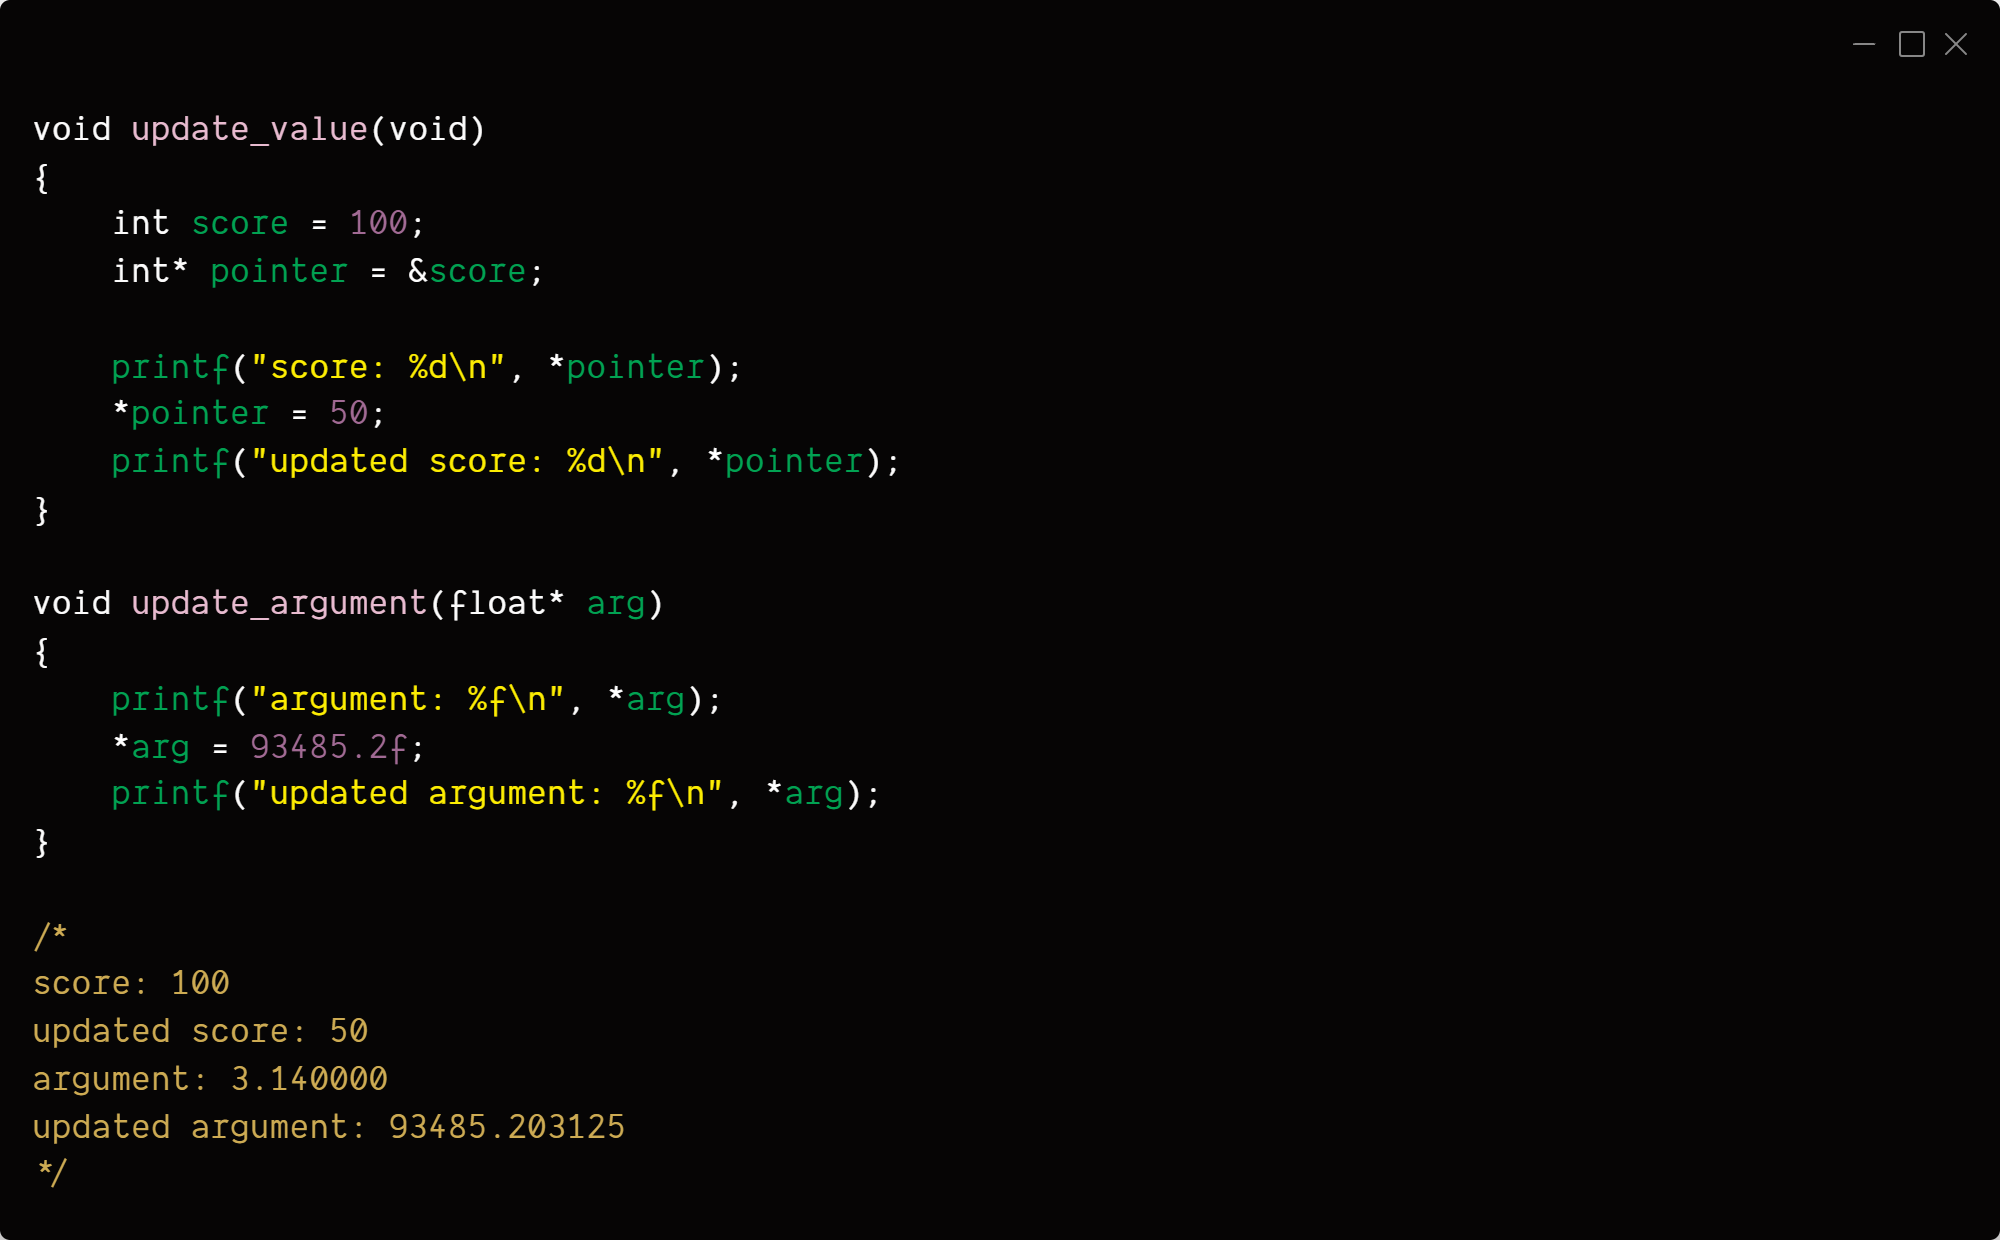 void update_value(void)
{
    int score = 100;
    int* pointer = &score;

    printf("score: %d\n", *pointer);
    *pointer = 50;
    printf("updated score: %d\n", *pointer);
}

void update_argument(float* arg)
{
    printf("argument: %f\n", *arg);
    *arg = 93485.2f;
    printf("updated argument: %f\n", *arg);
}

/*
score: 100
updated score: 50
argument: 3.140000
updated argument: 93485.203125
*/